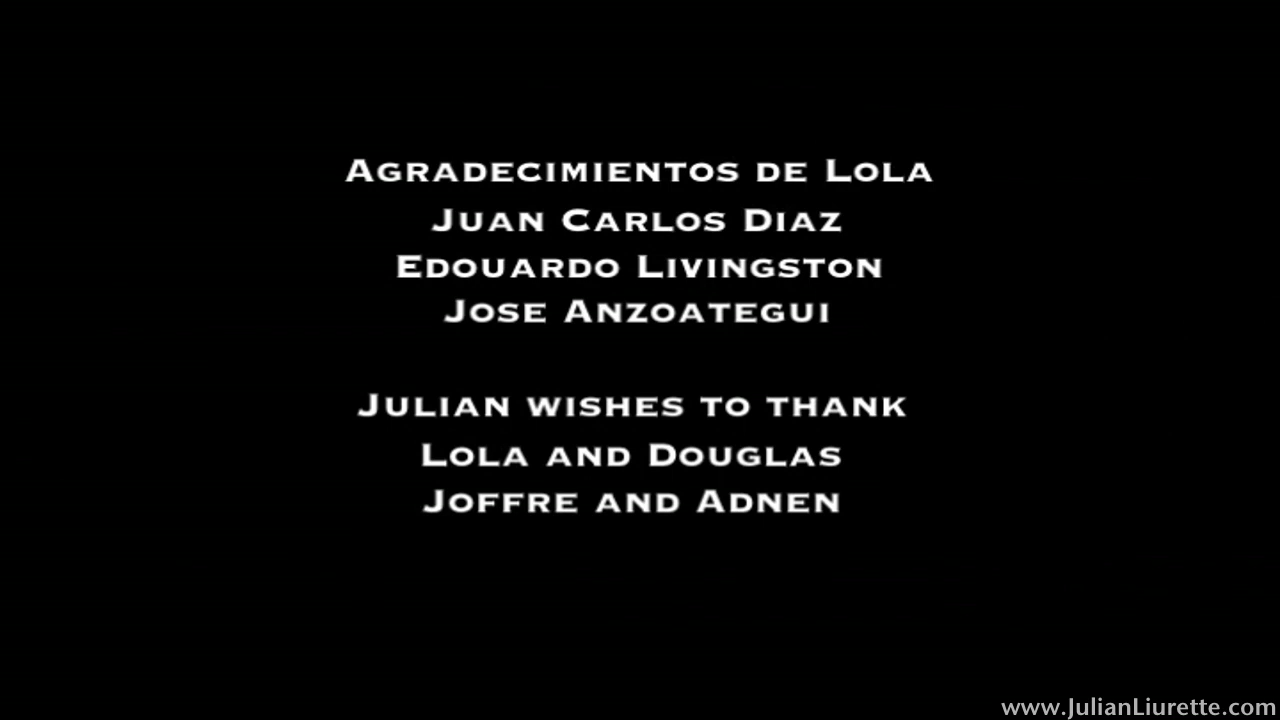 Agradecimientos de Lola
Juan Carlos Diaz
Edouardo Livingston
Jose Anzoategui
Julian wishes to thank
Lola and Douglas
Joffre and Adnen
www.JulianLiurette.com